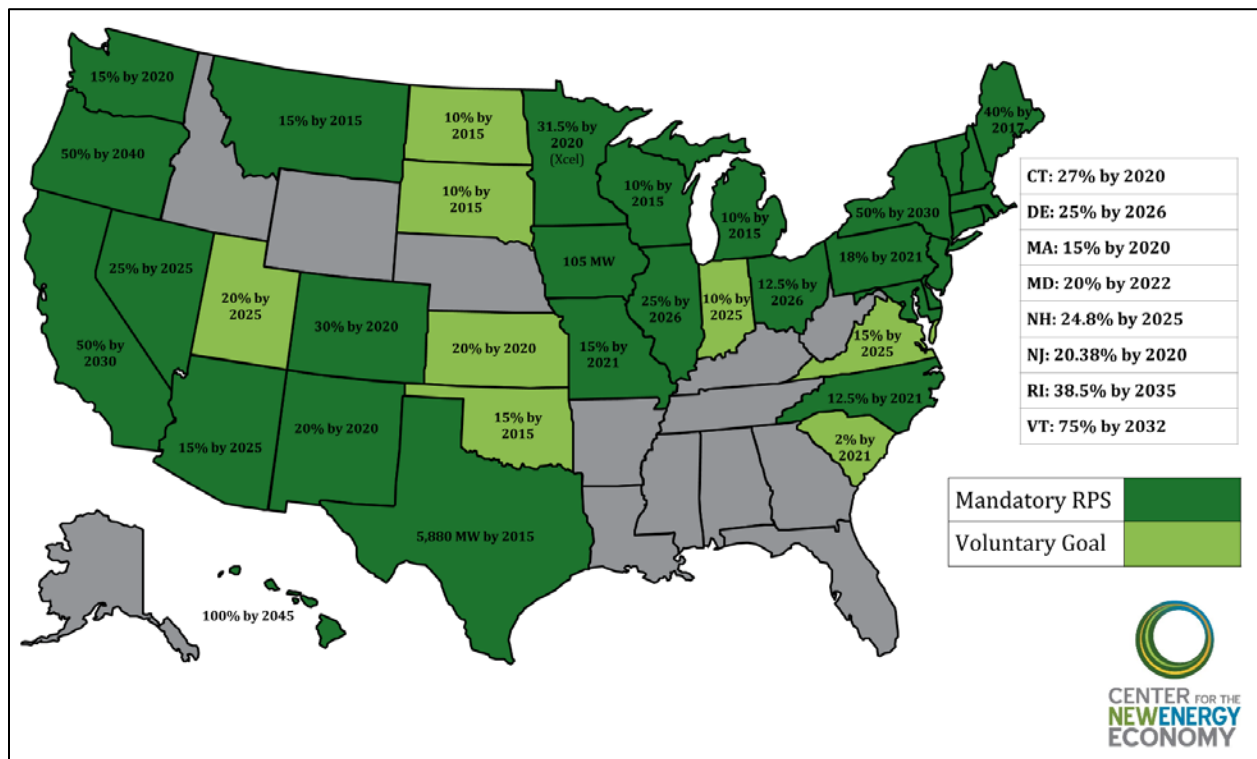 15% by 2020
50% by 2040
50% by
2030
25% by 2025
15% by 2015
20% by
2025
15% by 2025
30% by 2020
20% by 2020
10% by
2015
10% by
2015
20% by 2020
15% by
2015
5,880 MW by 2015
31.5% by
2020
(Xcel)
105 MW
15% by
2021
10% by
2015
25% by
2026
10% by
2015
10% by
2025
12.5% by
2026
18% by 2021
50% by 2030
40% by
2017
15% by
2025
12.5% by 2021
2% by
2021
100% by 2045
CT: 27% by 2020
DE: 25% by 2026
MA: 15% by 2020
MD: 20% by 2022
NH: 24.8% by 2025
NJ: 20.38% by 2020
RI: 38.5% by 2035
VT: 75% by 2032
Mandatory RPS
Voluntary Goal
CENTER FOR THE
NEWENERGY
ECONOMY